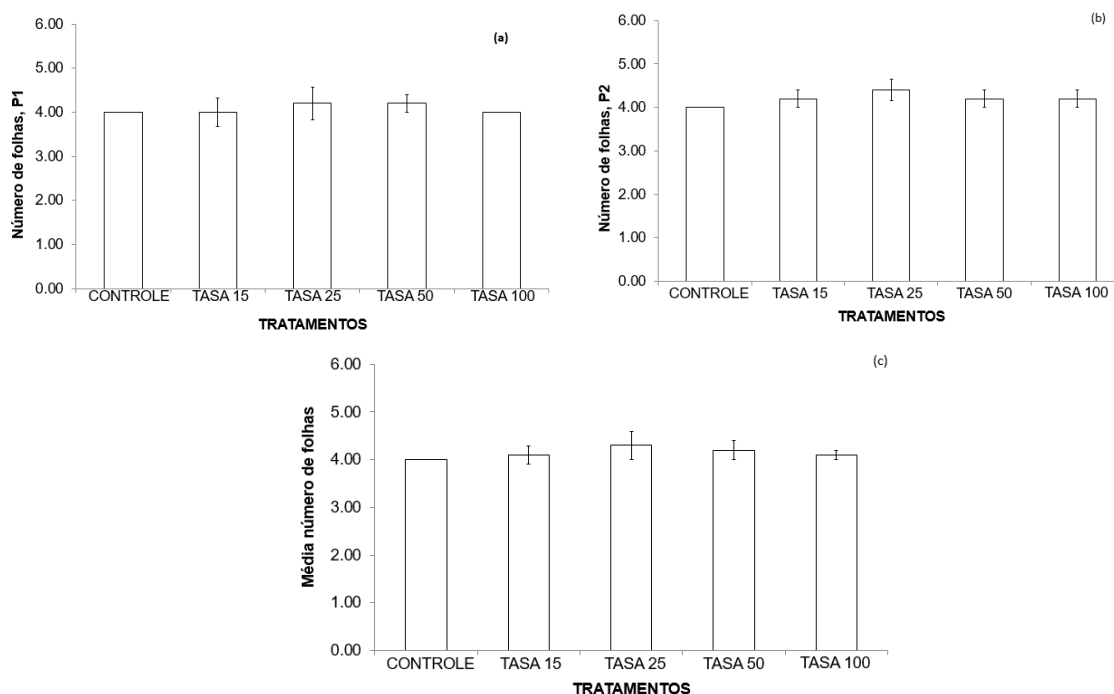 (a)
Número de folhas, P1
6.00
5.00
4.00
3.00
2.00
1.00
0.00
CONTROLE TASA 15 TASA 25 TASA 50 TASA 100
TRATAMENTOS
(b)
Número de folhas, P2
6.00
5.00
4.00
3.00
2.00
1.00
0.00
CONTROLE TASA 15 TASA 25 TASA 50 TASA 100
TRATAMENTOS
(c)
Média número de folhas
6.00
5.00
4.00
3.00
2.00
1.00
0.00
CONTROLE TASA 15 TASA 25 TASA 50 TASA 100
TRATAMENTOS